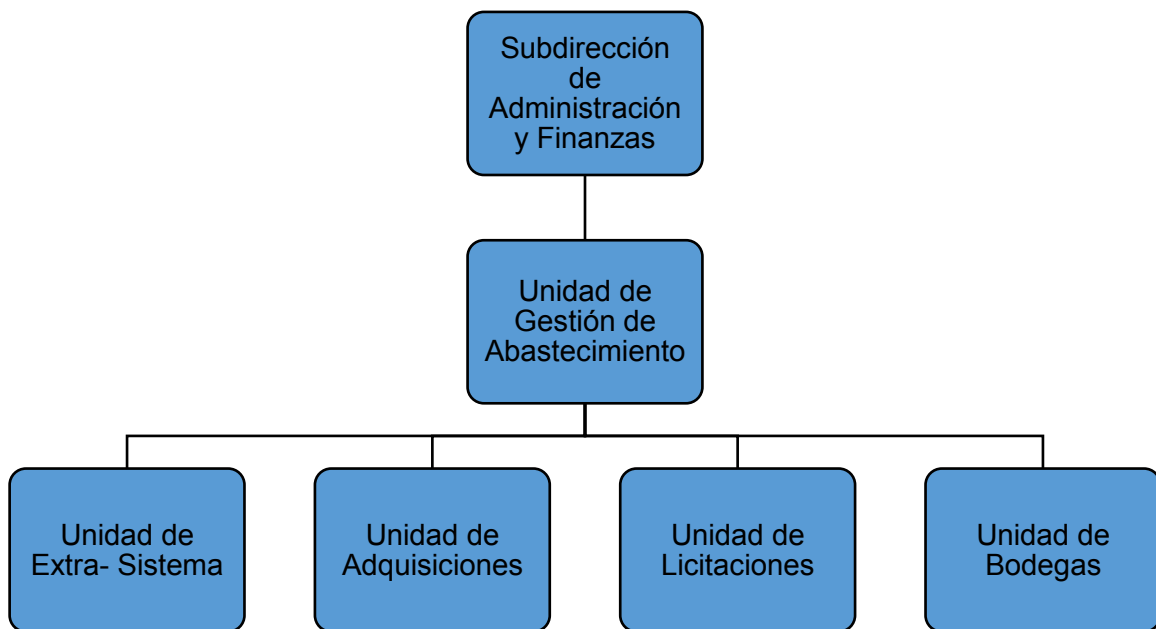 Subdirección
de
Administración
y Finanzas
Unidad de
Gestión de
Abastecimiento
Unidad de
Extra- Sistema
Unidad de
Adquisiciones
Unidad de
Licitaciones
Unidad de
Bodegas